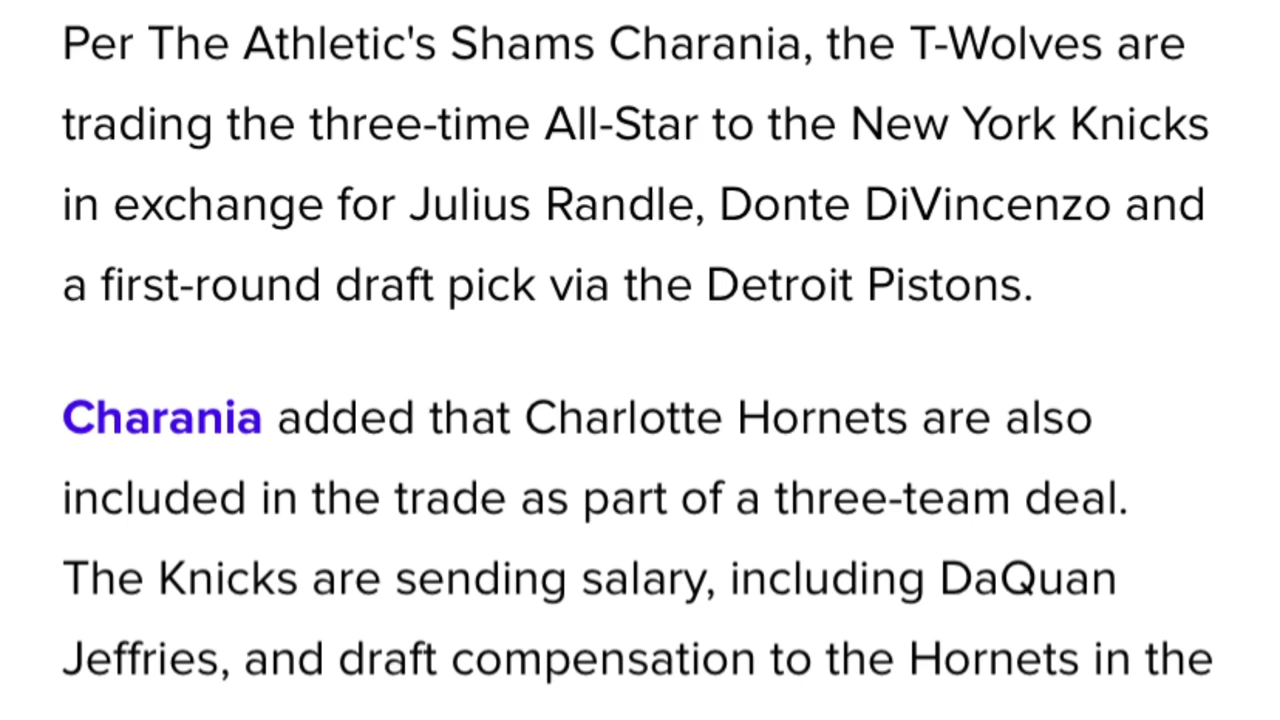 Per The Athletic's Shams Charania, the T-Wolves are
trading the three-time All-Star to the New York Knicks
in exchange for Julius Randle, Donte DiVincenzo and
a first-round draft pick via the Detroit Pistons.
Charania added that Charlotte Hornets are also
included in the trade as part of a three-team deal.
The Knicks are sending salary, including DaQuan
Jeffries, and draft compensation to the Hornets in the